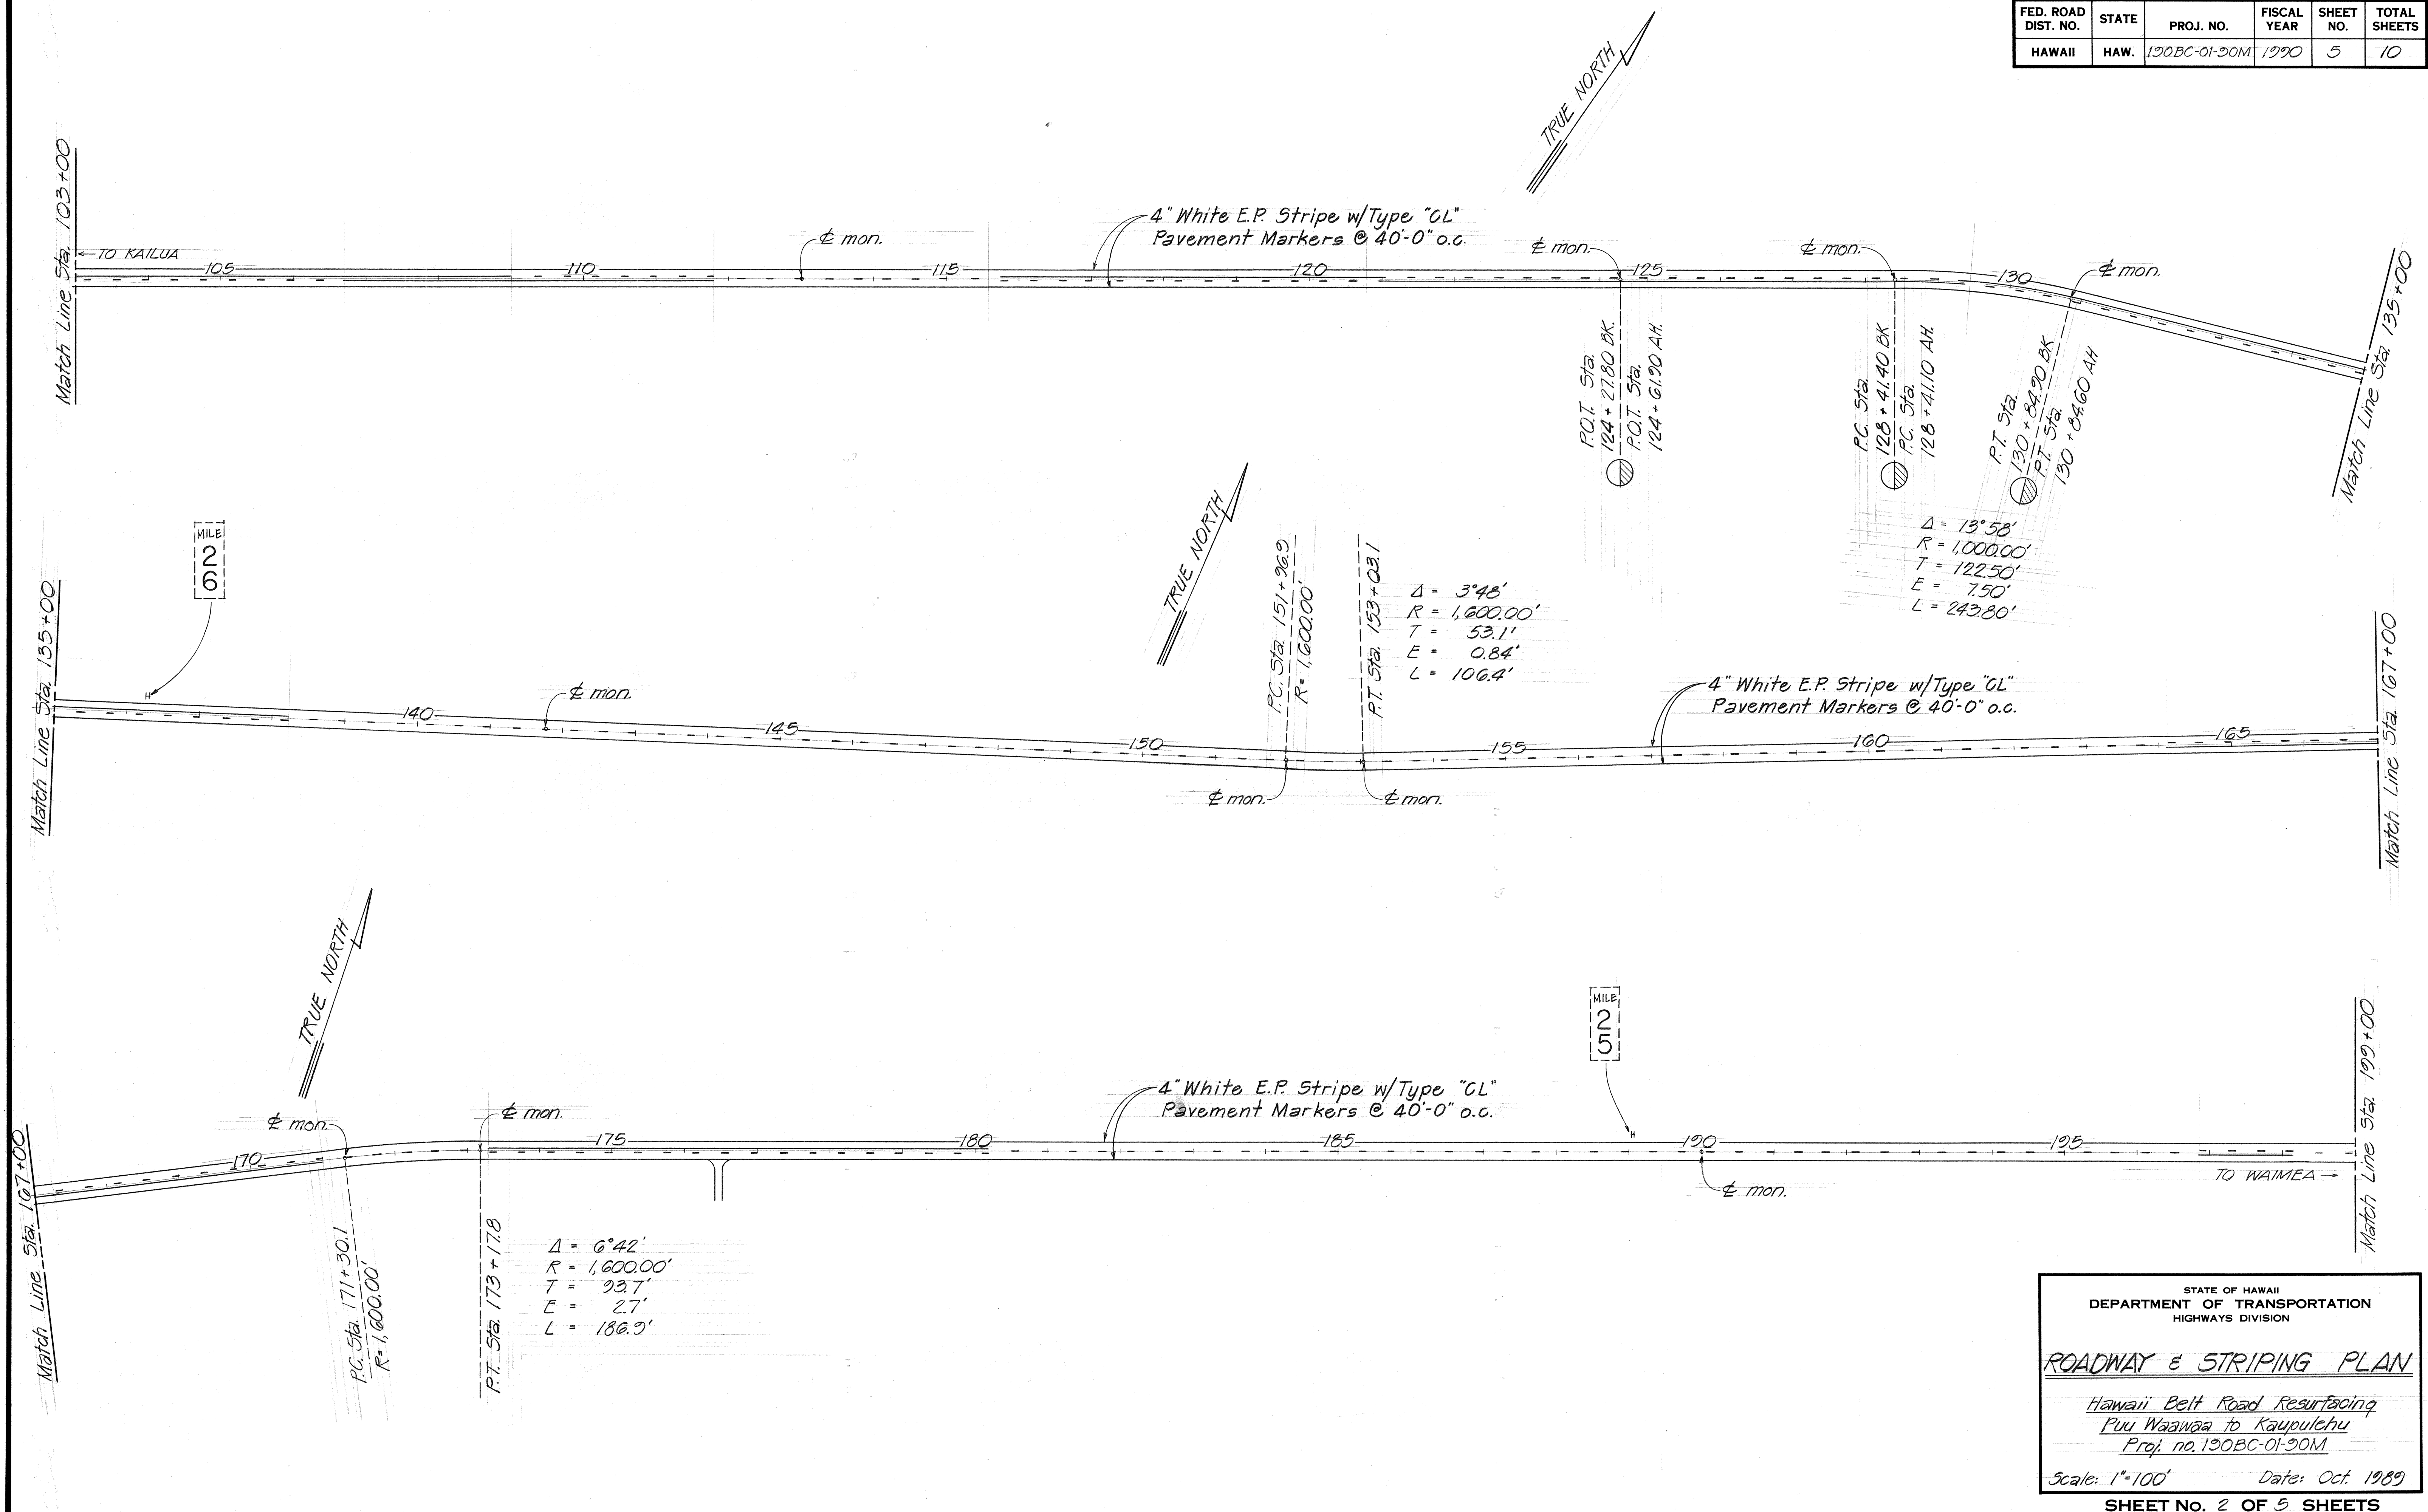 FED. ROAD DIST. NO. STATE PROJ. NO. FISCAL YEAR SHEET NO. TOTAL SHEETS
HAWAII HAW. 190BC-01-90M 1990 5 10
TRUE NORTH
Match Line Sta. 103+00
←TO KAILUA
105
110
℄ mon.
115
4" White E.P. Stripe w/Type "CL"
Pavement Markers @ 40'-0" o.c.
120
℄ mon.
125
℄ mon.
130
℄ mon.
Match Line Sta. 135+00
P.O.T. Sta.
124+27.80 BK.
P.O.T. Sta.
124+61.90 AH.
P.C. Sta.
128+41.40 BK
P.C. Sta.
128+41.10 AH.
P.T. Sta.
130+84.90 BK
P.T. Sta.
130+84.60 AH
Δ = 13°58'
R = 1,000.00'
T = 122.50'
E = 7.50'
L = 243.80'
TRUE NORTH
MILE
2
6
Match Line Sta. 135+00
140
℄ mon.
145
150
P.C. Sta. 151+96.9
R= 1,600.00'
P.T. Sta. 153+03.1
Δ = 3°48'
R = 1,600.00'
T = 53.1'
E = 0.84'
L = 106.4'
℄ mon.
℄ mon.
155
4" White E.P. Stripe w/Type "CL"
Pavement Markers @ 40'-0" o.c.
160
165
Match Line Sta. 167+00
TRUE NORTH
Match Line Sta. 167+00
170
℄ mon.
℄ mon.
175
180
4" White E.P. Stripe w/Type "CL"
Pavement Markers @ 40'-0" o.c.
185
MILE
2
5
190
℄ mon.
195
TO WAIMEA →
Match Line Sta. 199+00
P.C. Sta. 171+30.1
R= 1,600.00'
P.T. Sta. 173+17.8
Δ = 6°42'
R = 1,600.00'
T = 93.7'
E = 2.7'
L = 186.9'
STATE OF HAWAII
DEPARTMENT OF TRANSPORTATION
HIGHWAYS DIVISION
ROADWAY & STRIPING PLAN
Hawaii Belt Road Resurfacing
Puu Waawaa to Kaupulehu
Proj. no. 190BC-01-90M
Scale: 1"=100' Date: Oct. 1989
SHEET No. 2 OF 5 SHEETS